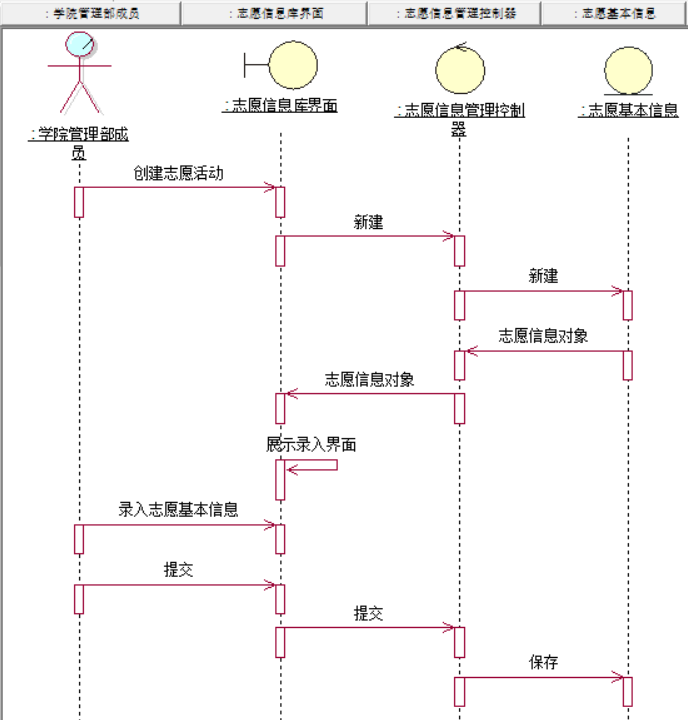 : 学院管理部成员
: 志愿信息库界面
: 志愿信息管理控制器
: 志愿基本信息
: 学院管理部成
员
: 志愿信息库界面
: 志愿信息管理控制
器
: 志愿基本信息
创建志愿活动
新建
新建
志愿信息对象
志愿信息对象
展示录入界面
录入志愿基本信息
提交
提交
保存